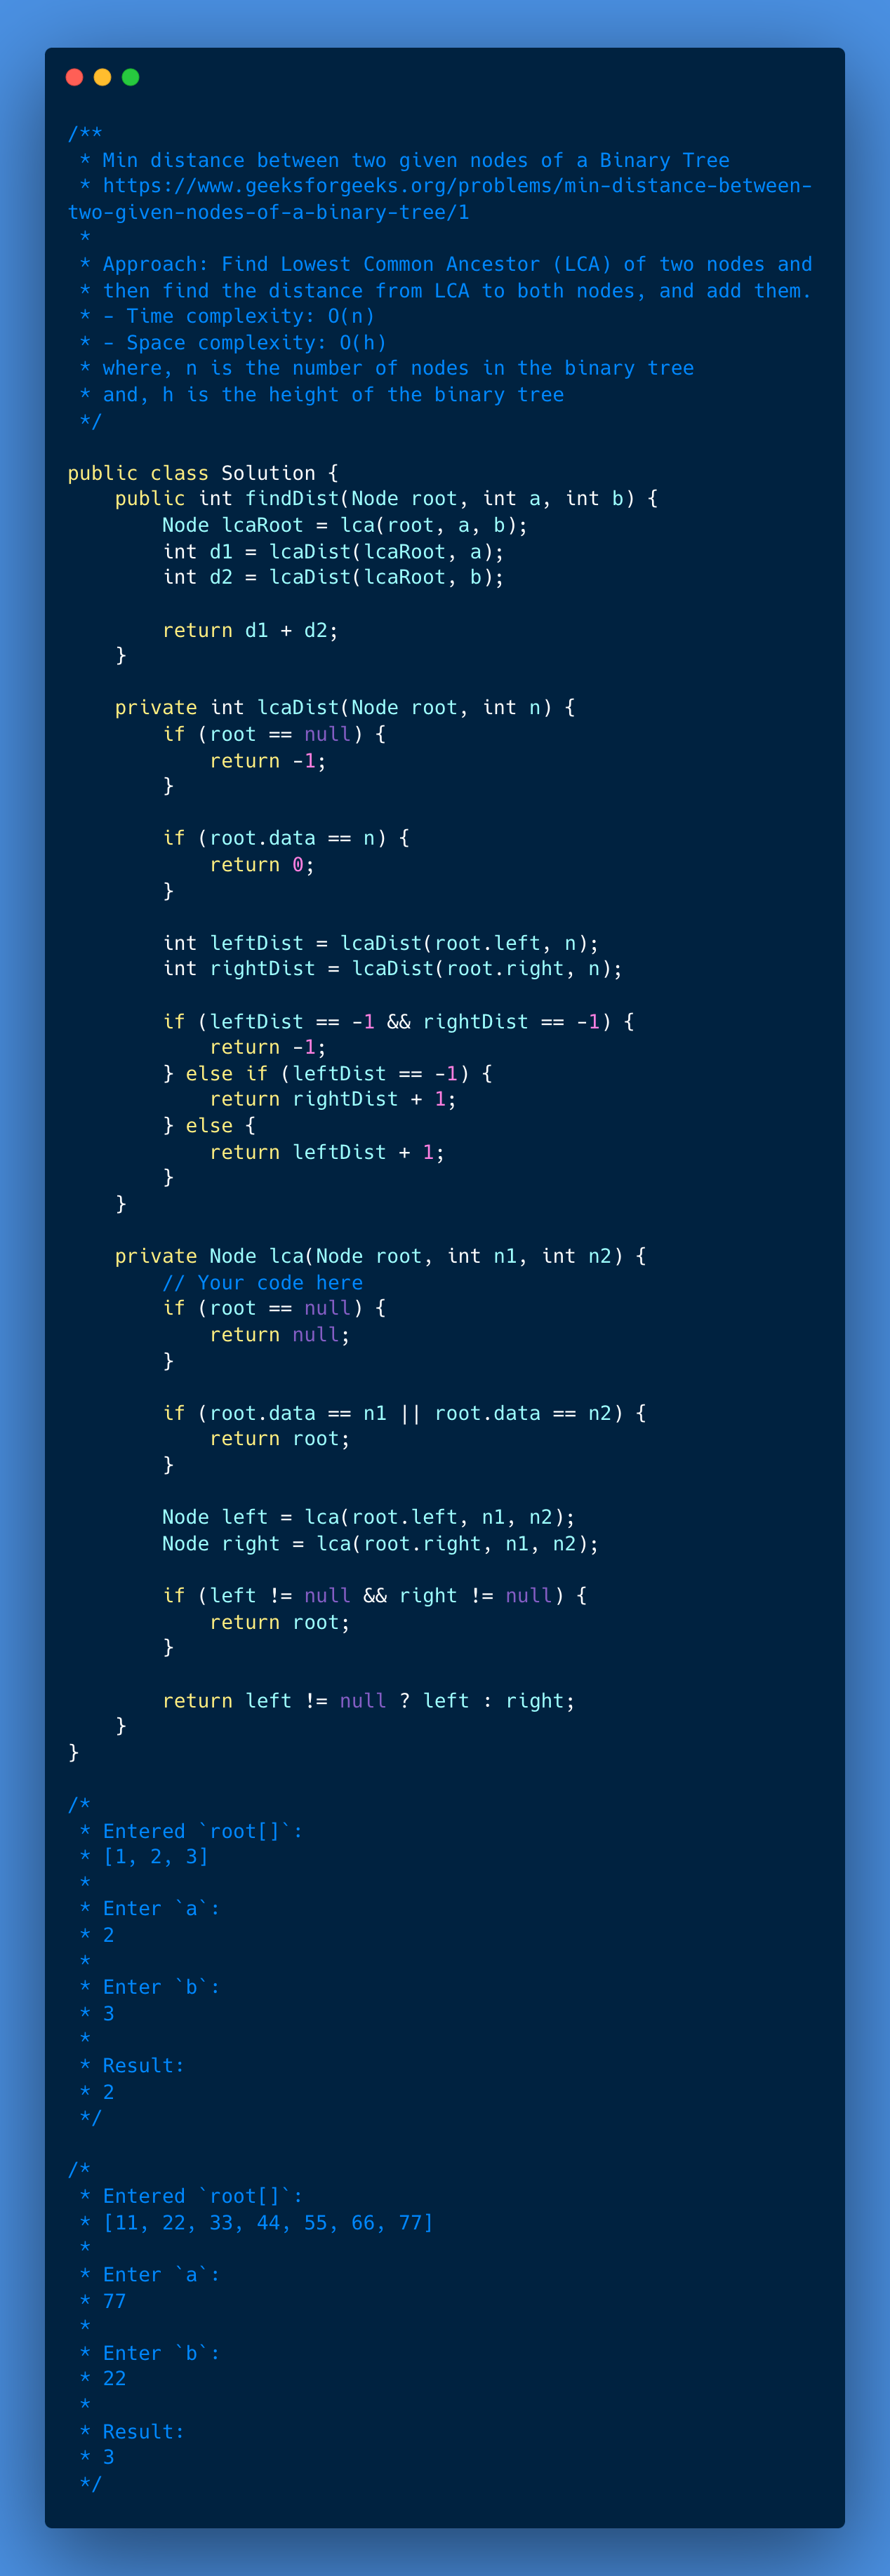 /**
 * Min distance between two given nodes of a Binary Tree
 * https://www.geeksforgeeks.org/problems/min-distance-between-
two-given-nodes-of-a-binary-tree/1
 *
 * Approach: Find Lowest Common Ancestor (LCA) of two nodes and
 * then find the distance from LCA to both nodes, and add them.
 * - Time complexity: O(n)
 * - Space complexity: O(h)
 * where, n is the number of nodes in the binary tree
 * and, h is the height of the binary tree
 */

public class Solution {
    public int findDist(Node root, int a, int b) {
        Node lcaRoot = lca(root, a, b);
        int d1 = lcaDist(lcaRoot, a);
        int d2 = lcaDist(lcaRoot, b);

        return d1 + d2;
    }

    private int lcaDist(Node root, int n) {
        if (root == null) {
            return -1;
        }

        if (root.data == n) {
            return 0;
        }

        int leftDist = lcaDist(root.left, n);
        int rightDist = lcaDist(root.right, n);

        if (leftDist == -1 && rightDist == -1) {
            return -1;
        } else if (leftDist == -1) {
            return rightDist + 1;
        } else {
            return leftDist + 1;
        }
    }

    private Node lca(Node root, int n1, int n2) {
        // Your code here
        if (root == null) {
            return null;
        }

        if (root.data == n1 || root.data == n2) {
            return root;
        }

        Node left = lca(root.left, n1, n2);
        Node right = lca(root.right, n1, n2);

        if (left != null && right != null) {
            return root;
        }

        return left != null ? left : right;
    }
}

/*
 * Entered `root[]`:
 * [1, 2, 3]
 *
 * Enter `a`:
 * 2
 *
 * Enter `b`:
 * 3
 *
 * Result:
 * 2
 */

/*
 * Entered `root[]`:
 * [11, 22, 33, 44, 55, 66, 77]
 *
 * Enter `a`:
 * 77
 *
 * Enter `b`:
 * 22
 *
 * Result:
 * 3
 */